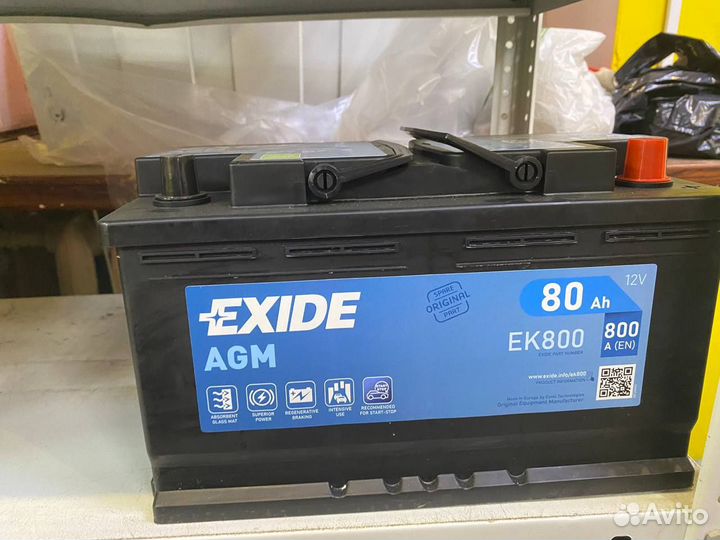 EXIDE
AGM
SPARE
ORIGINAL
PART
80 Ah
12V
EK800
EXIDE PART NUMBER
800
A (EN)
www.exide.info/ek800
PRODUCT INFORMATION
ABSORBENT
GLASS MAT
SUPERIOR
POWER
REGENERATIVE
BRAKING
INTENSIVE
USE
RECOMMENDED
FOR START-STOP
Made in Europe by Exide Technologies
Original Equipment Manufacturer
Avito